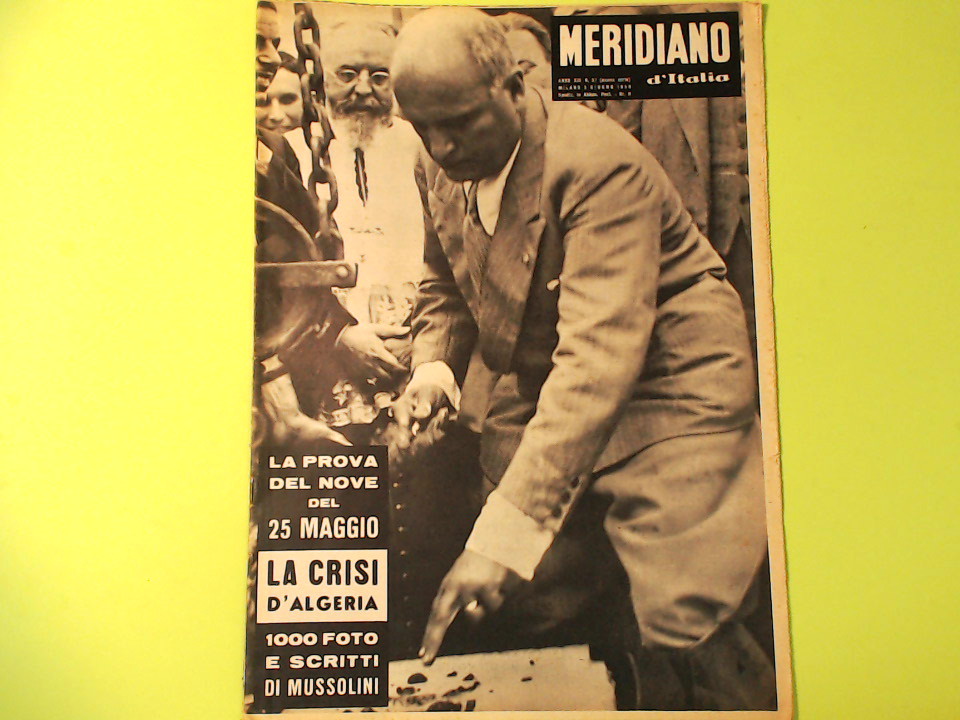 MERIDIANO
d'Italia
LA PROVA
DEL NOVE
DEL
25 MAGGIO
LA CRISI
D'ALGERIA
1000 FOTO
E SCRITTI
DI MUSSOLINI